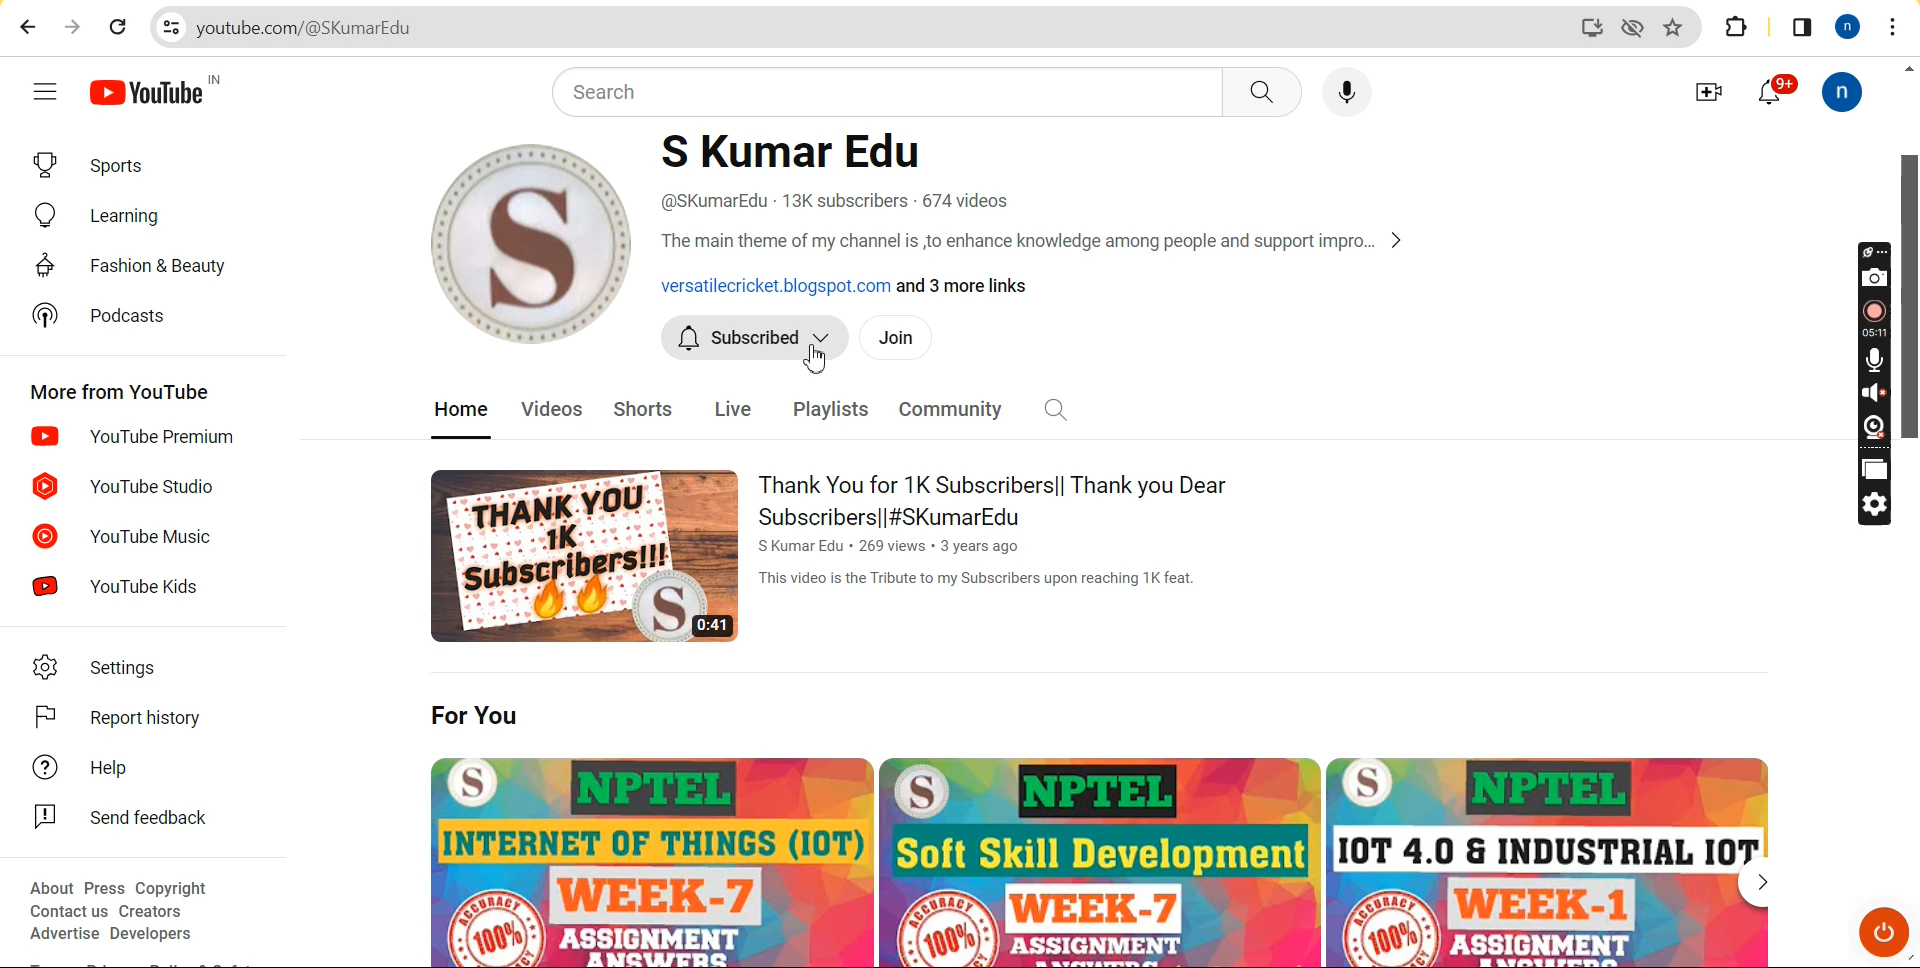 youtube.com/@SKumarEdu
n
YouTube IN
Search
9+
n
Sports
Learning
Fashion & Beauty
Podcasts
More from YouTube
YouTube Premium
YouTube Studio
YouTube Music
YouTube Kids
Settings
Report history
Help
Send feedback
About Press Copyright
Contact us Creators
Advertise Developers
S
S Kumar Edu
@SKumarEdu · 13K subscribers · 674 videos
The main theme of my channel is ,to enhance knowledge among people and support impro...
versatilecricket.blogspot.com and 3 more links
Subscribed
Join
Home Videos Shorts Live Playlists Community
THANK YOU
1K
Subscribers!!!
S
0:41
Thank You for 1K Subscribers|| Thank you Dear
Subscribers||#SKumarEdu
S Kumar Edu • 269 views • 3 years ago
This video is the Tribute to my Subscribers upon reaching 1K feat.
For You
S
NPTEL
INTERNET OF THINGS (IOT)
WEEK-7
ACCURACY
100%
ASSIGNMENT
ANSWERS
S
NPTEL
Soft Skill Development
WEEK-7
ACCURACY
100%
ASSIGNMENT
S
NPTEL
IOT 4.0 & INDUSTRIAL IOT
WEEK-1
ACCURACY
100%
ASSIGNMENT
05:11